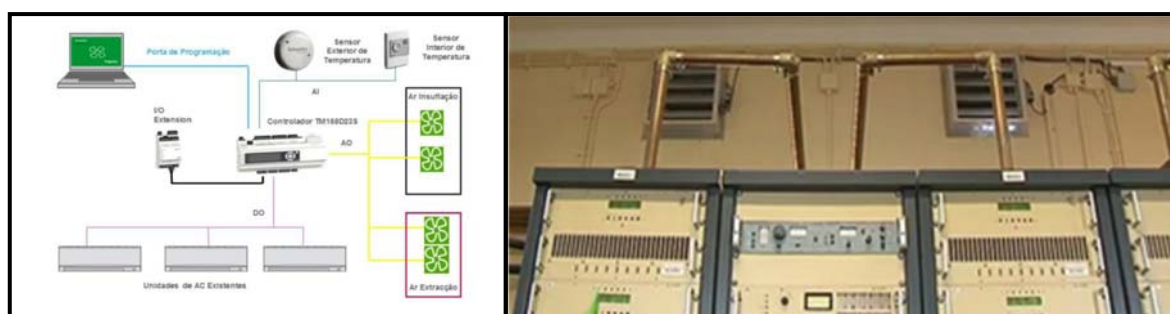 Porta de Programação
Sensor
Exterior de
Temperatura
Sensor
Interior de
Temperatura
AI
I/O
Extension
Controlador TM168D23S
AO
Ar Insuflação
DO
Unidades de AC Existentes
Ar Extracção